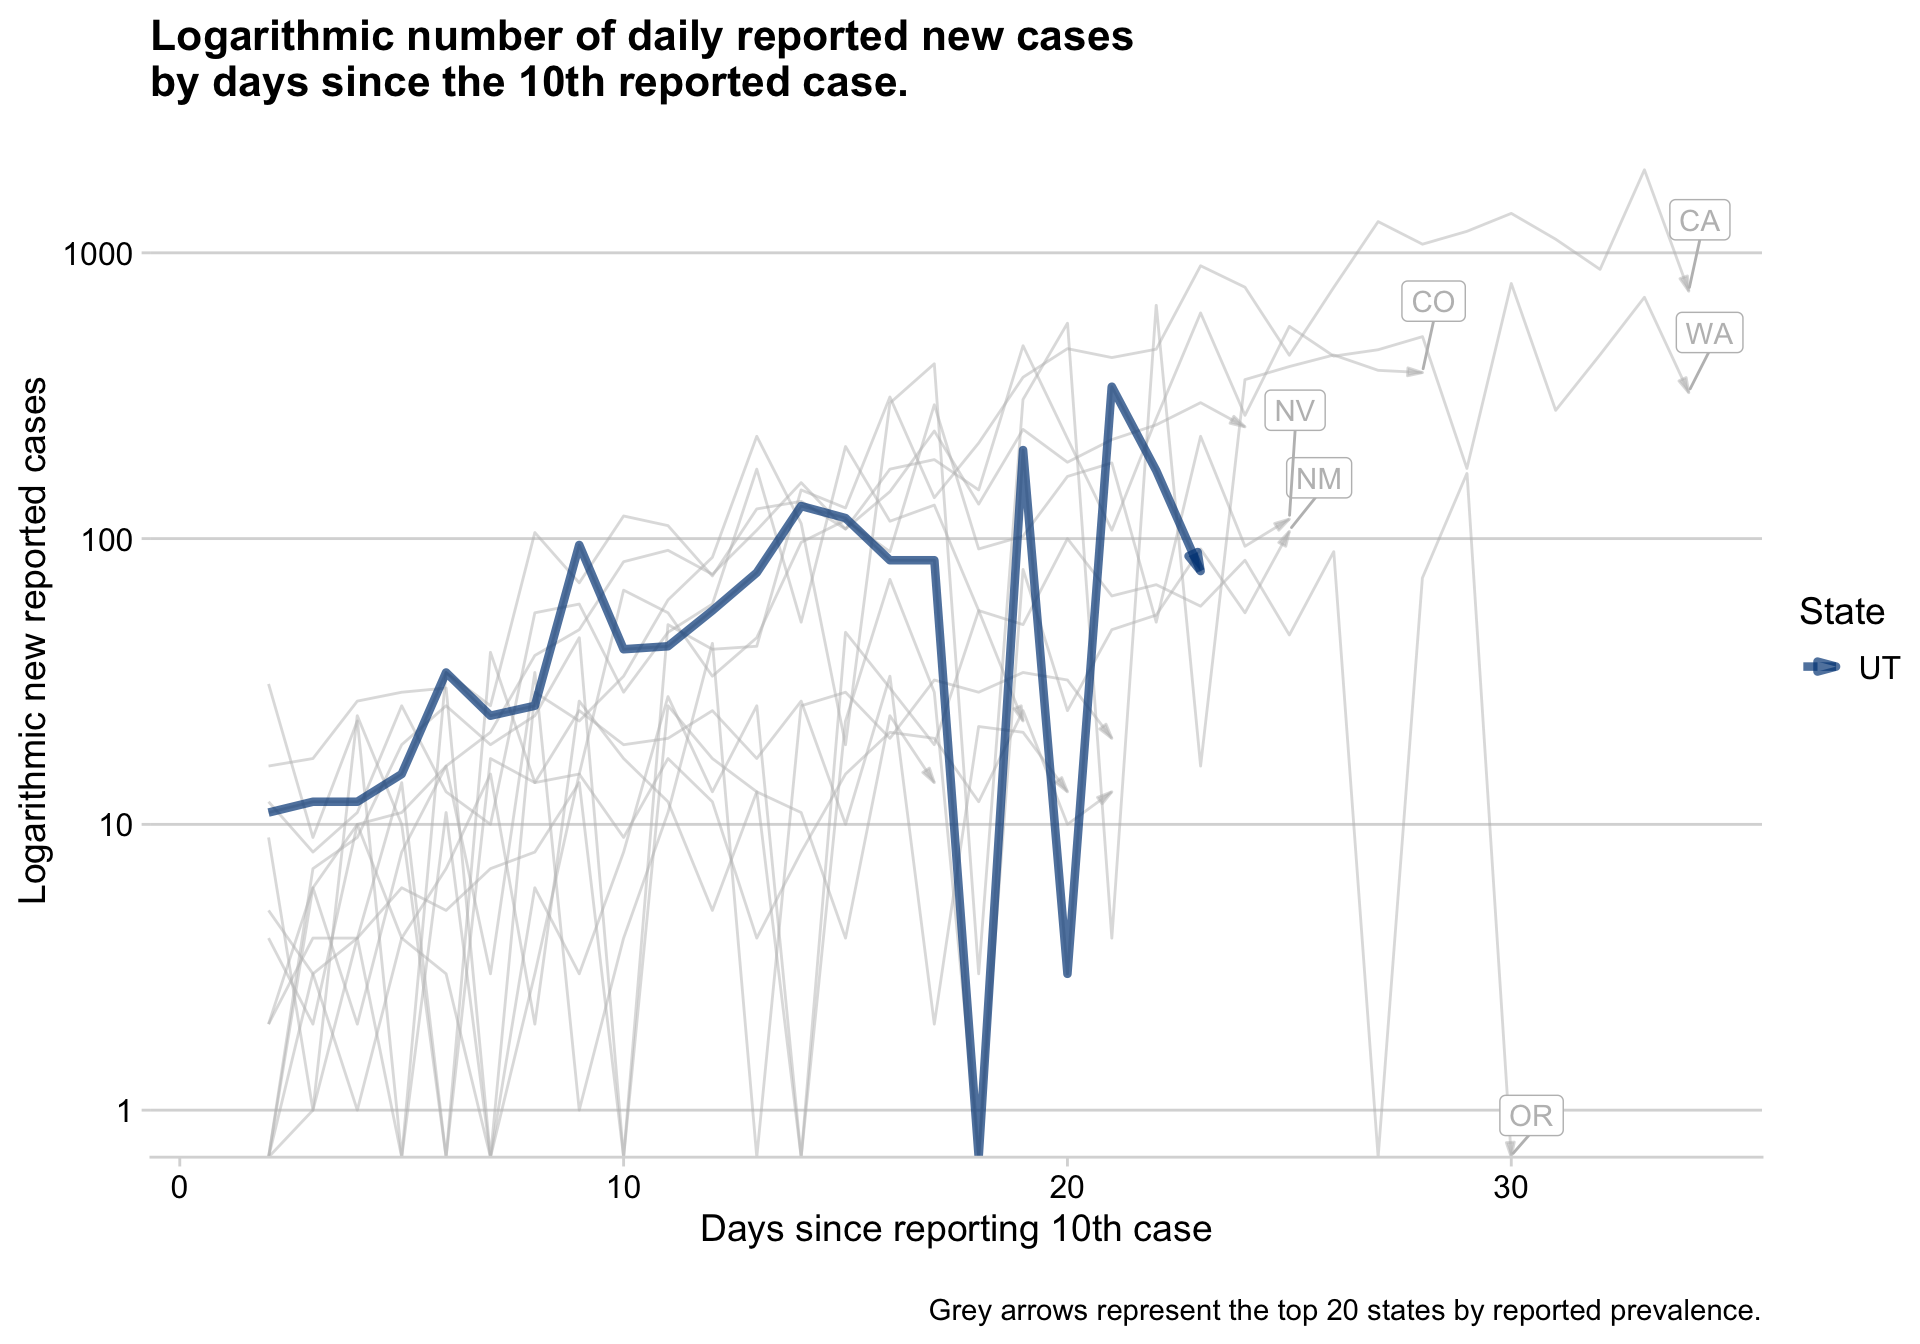 Logarithmic number of daily reported new cases
by days since the 10th reported case.
Logarithmic new reported cases
1000
100
10
1
CA
CO
WA
NV
NM
OR
State
UT
0
10
20
30
Days since reporting 10th case
Grey arrows represent the top 20 states by reported prevalence.